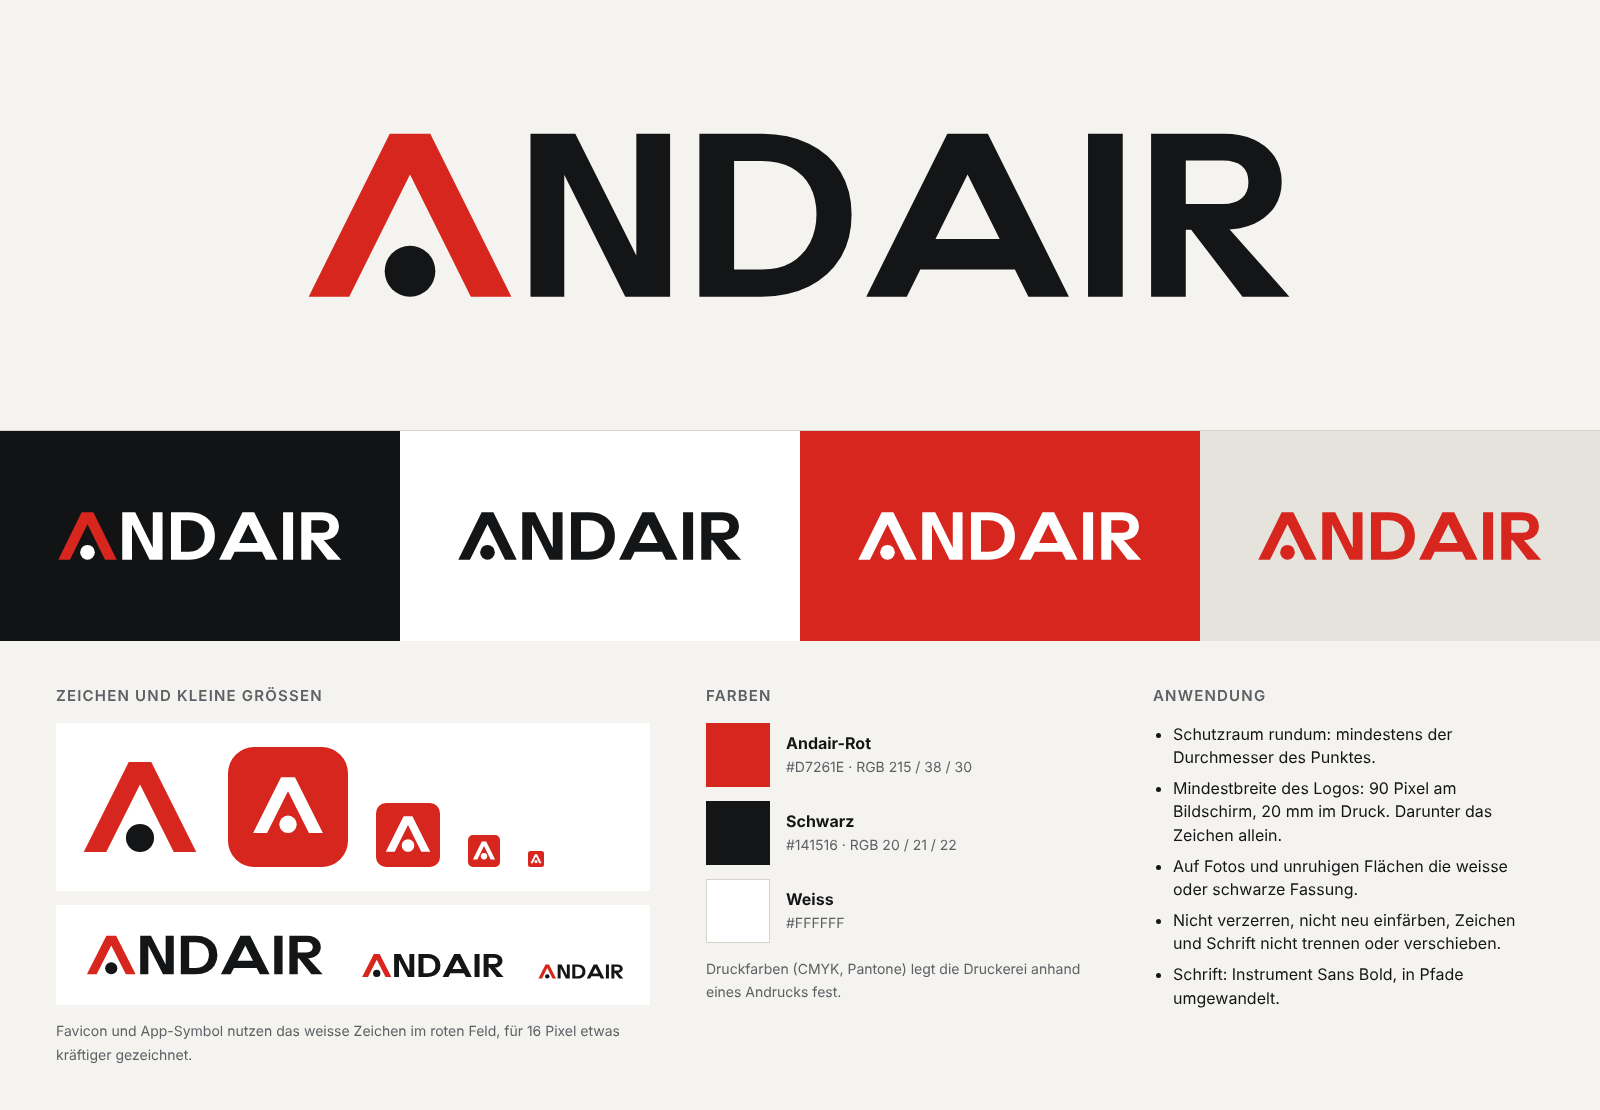 ANDAIR
ANDAIR
ANDAIR
ANDAIR
ANDAIR
ZEICHEN UND KLEINE GRÖSSEN
ANDAIR
ANDAIR
ANDAIR
Favicon und App-Symbol nutzen das weisse Zeichen im roten Feld, für 16 Pixel etwas
kräftiger gezeichnet.
FARBEN
Andair-Rot
#D7261E · RGB 215 / 38 / 30
Schwarz
#141516 · RGB 20 / 21 / 22
Weiss
#FFFFFF
Druckfarben (CMYK, Pantone) legt die Druckerei anhand
eines Andrucks fest.
ANWENDUNG
• Schutzraum rundum: mindestens der
Durchmesser des Punktes.
• Mindestbreite des Logos: 90 Pixel am
Bildschirm, 20 mm im Druck. Darunter das
Zeichen allein.
• Auf Fotos und unruhigen Flächen die weisse
oder schwarze Fassung.
• Nicht verzerren, nicht neu einfärben, Zeichen
und Schrift nicht trennen oder verschieben.
• Schrift: Instrument Sans Bold, in Pfade
umgewandelt.